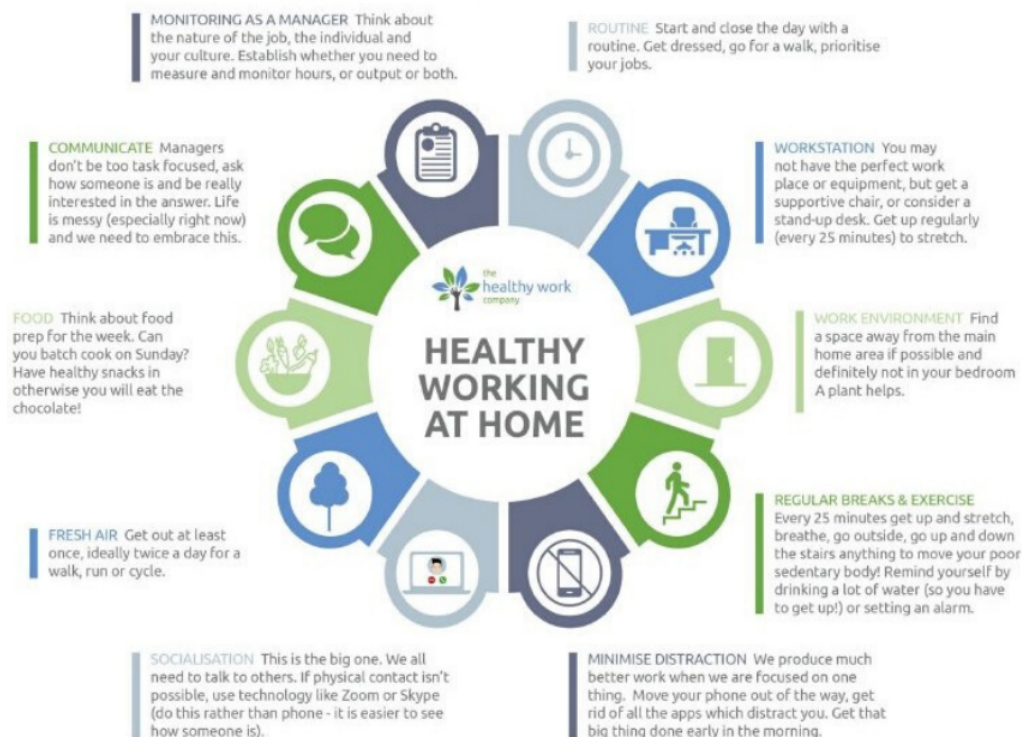 MONITORING AS A MANAGER Think about
the nature of the job, the individual and
your culture. Establish whether you need to
measure and monitor hours, or output or both.
ROUTINE Start and close the day with a
routine. Get dressed, go for a walk, prioritise
your jobs.
COMMUNICATE Managers
don't be too task focused, ask
how someone is and be really
interested in the answer. Life
is messy (especially right now)
and we need to embrace this.
WORKSTATION You may
not have the perfect work
place or equipment, but get a
supportive chair, or consider a
stand-up desk. Get up regularly
(every 25 minutes) to stretch.
the
healthy work
company
HEALTHY
WORKING
AT HOME
FOOD Think about food
prep for the week. Can
you batch cook on Sunday?
Have healthy snacks in
otherwise you will eat the
chocolate!
WORK ENVIRONMENT Find
a space away from the main
home area if possible and
definitely not in your bedroom
A plant helps.
FRESH AIR Get out at least
once, ideally twice a day for a
walk, run or cycle.
REGULAR BREAKS & EXERCISE
Every 25 minutes get up and stretch,
breathe, go outside, go up and down
the stairs anything to move your poor
sedentary body! Remind yourself by
drinking a lot of water (so you have
to get up!) or setting an alarm.
SOCIALISATION This is the big one. We all
need to talk to others. If physical contact isn't
possible, use technology like Zoom or Skype
(do this rather than phone - it is easier to see
how someone is).
MINIMISE DISTRACTION We produce much
better work when we are focused on one
thing. Move your phone out of the way, get
rid of all the apps which distract you. Get that
big thing done early in the morning.